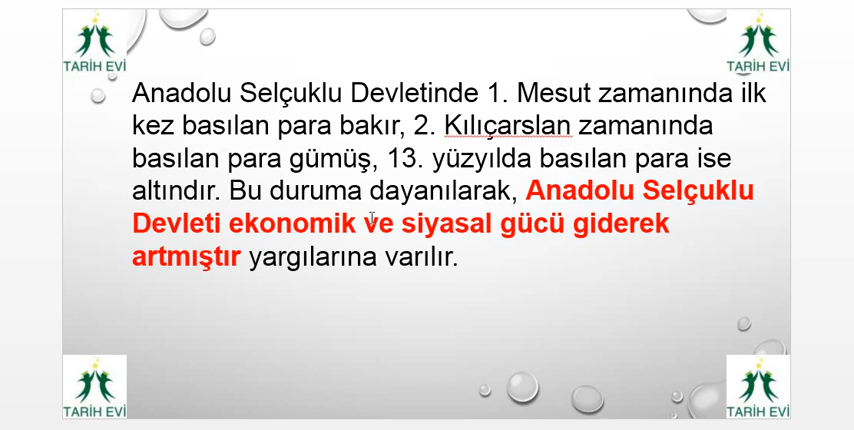 TARİH EVİ
TARİH EVİ
Anadolu Selçuklu Devletinde 1. Mesut zamanında ilk
kez basılan para bakır, 2. Kılıçarslan zamanında
basılan para gümüş, 13. yüzyılda basılan para ise
altındır. Bu duruma dayanılarak, Anadolu Selçuklu
Devleti ekonomik ve siyasal gücü giderek
artmıştır yargılarına varılır.
TARİH EVİ
TARİH EVİ